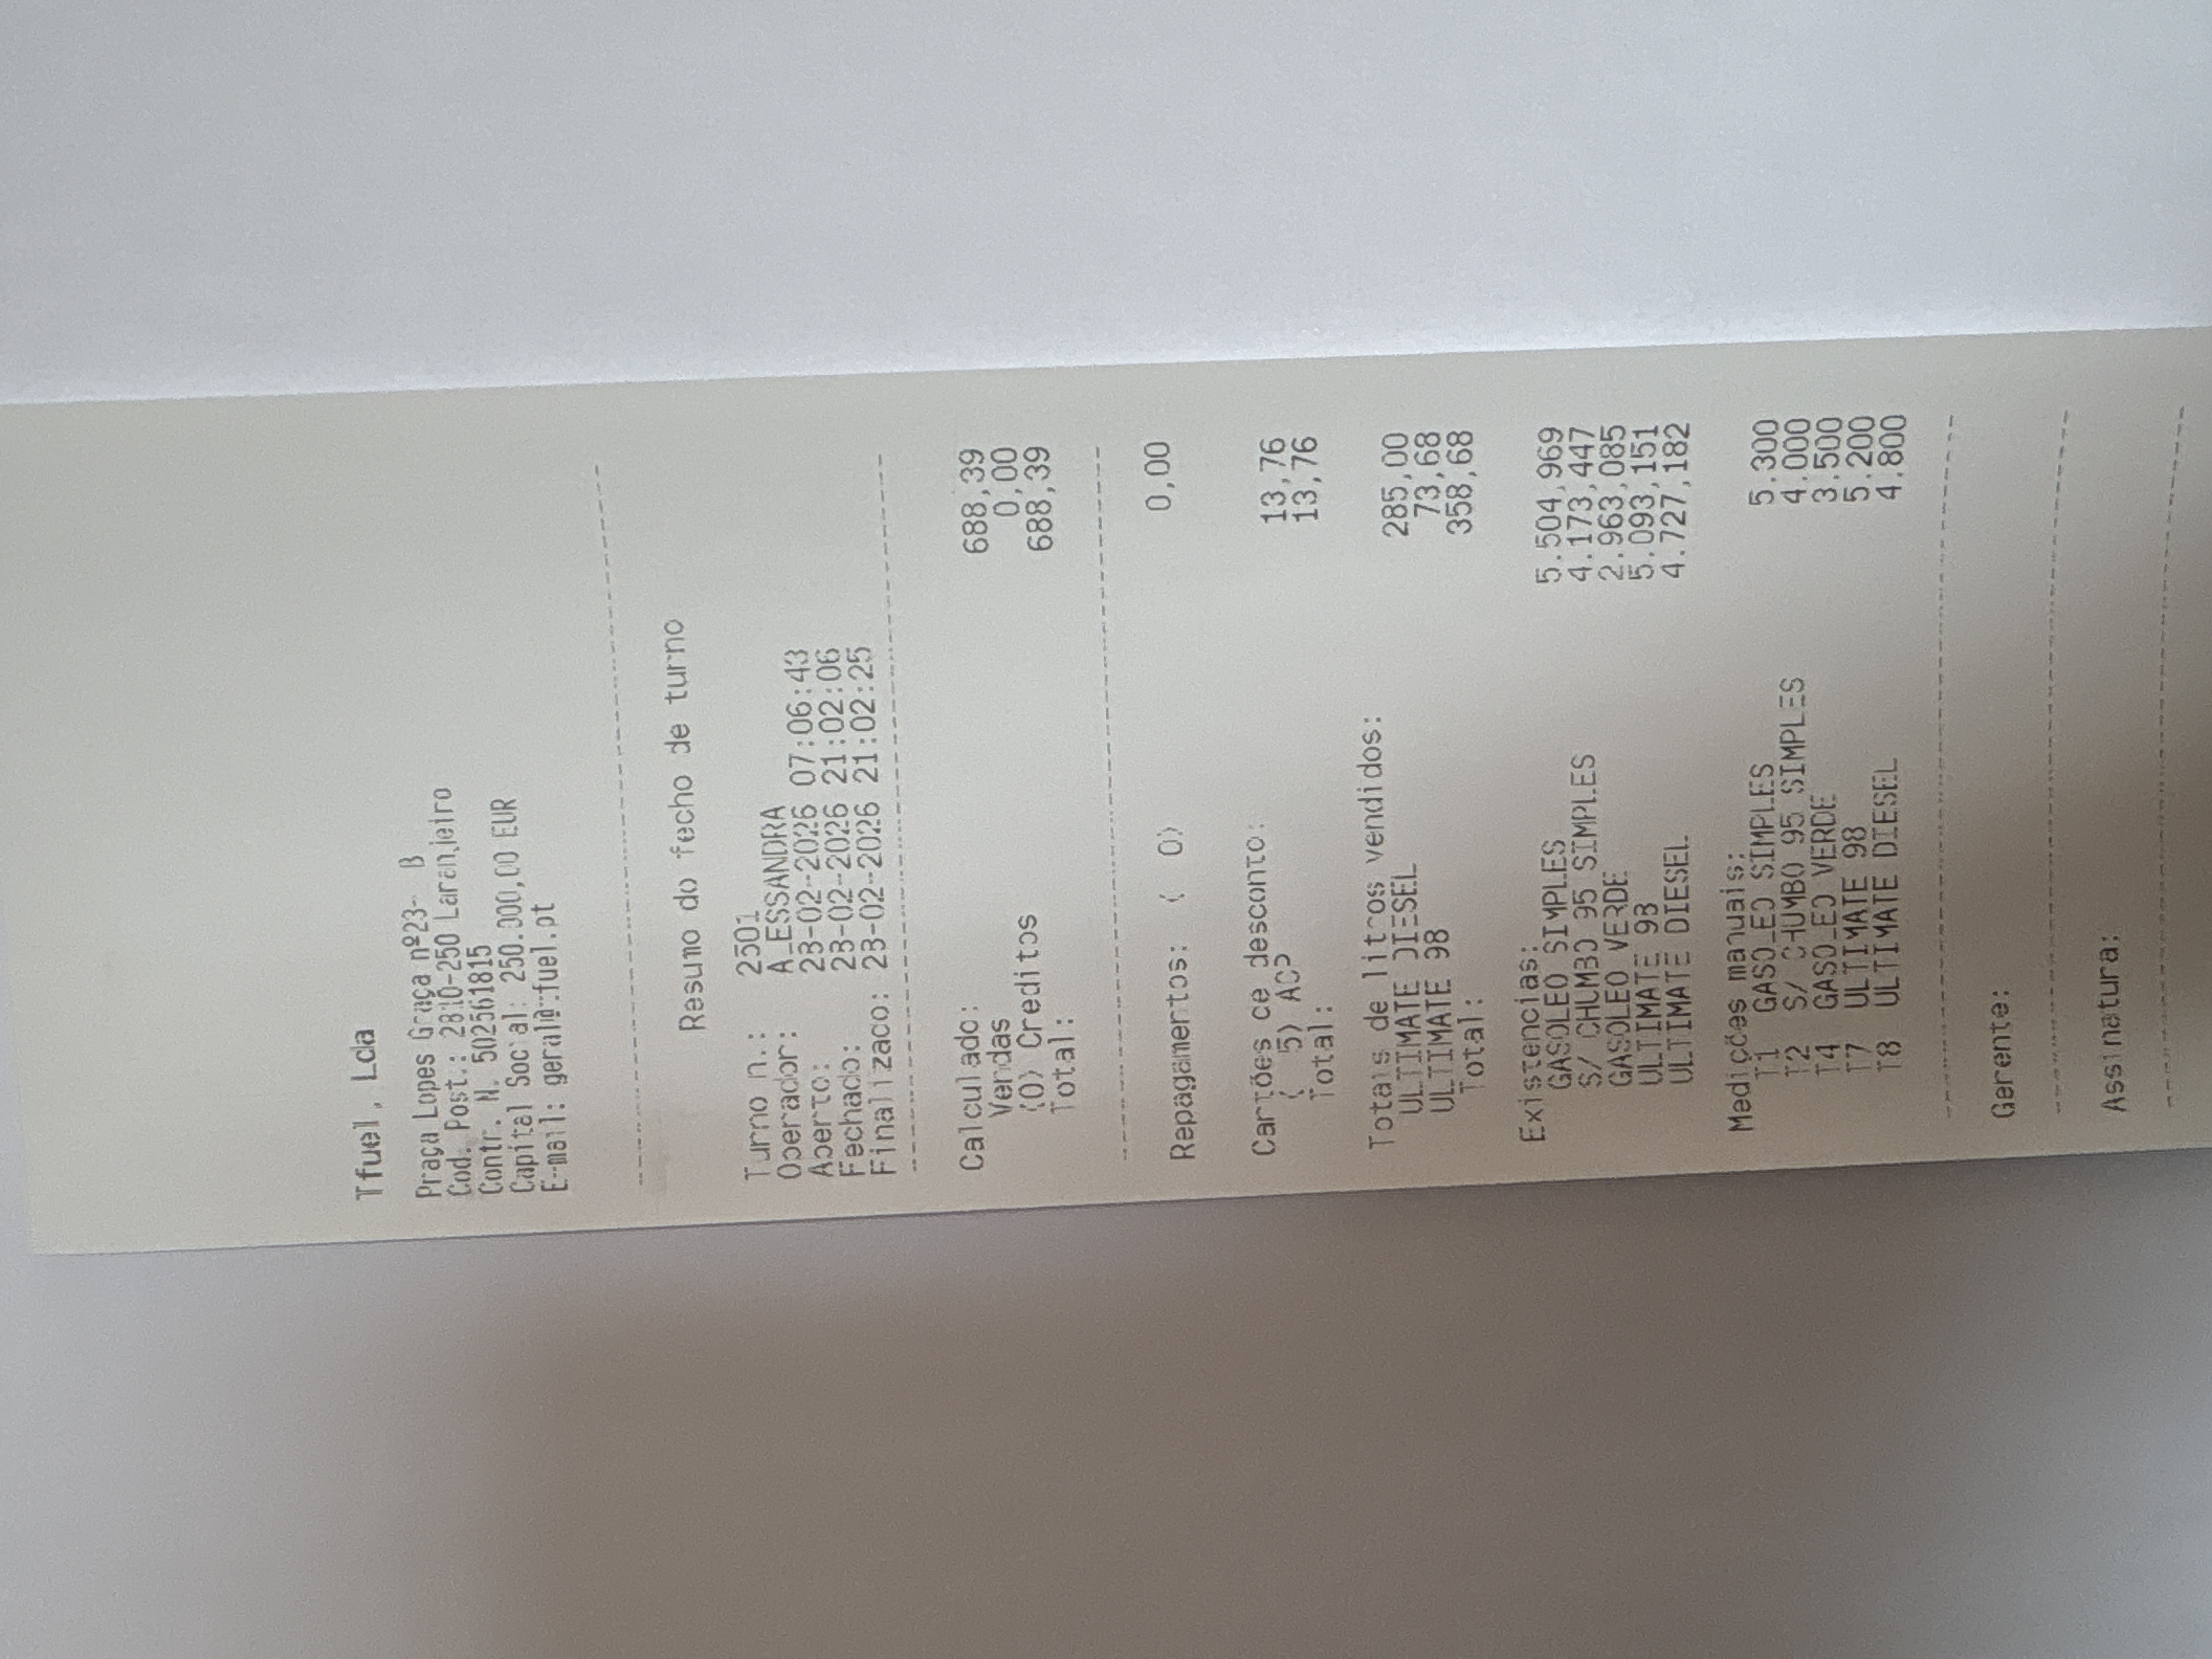 Tfuel, Lda
Praça Lopes Graça nº23- B
Cod. Post.: 2810-250 Laranjeiro
Contr. N. 502561815
Capital Social: 250.000,00 EUR
E-mail: geral@tfuel.pt
Resumo do fecho de turno
Turno n.: 2501
Operador: ALESSANDRA
Aberto: 23-02-2026 07:06:43
Fechado: 23-02-2026 21:02:06
Finalizado: 23-02-2026 21:02:25
Calculado:
Vendas 688,39
(0) Creditos 0,00
Total: 688,39
Repagamentos: ( 0) 0,00
Cartões de desconto:
( 5) ACP 13,76
Total: 13,76
Totais de litros vendidos:
ULTIMATE DIESEL 285,00
ULTIMATE 98 73,68
Total: 358,68
Existencias:
GASOLEO SIMPLES 5.504,969
S/ CHUMBO 95 SIMPLES 4.173,447
GASOLEO VERDE 2.963,085
ULTIMATE 98 5.093,151
ULTIMATE DIESEL 4.727,182
Medições manuais:
T1 GASOLEO SIMPLES 5.300
T2 S/ CHUMBO 95 SIMPLES 4.000
T4 GASOLEO VERDE 3.500
T7 ULTIMATE 98 5.200
T8 ULTIMATE DIESEL 4.800
Gerente:
Assinatura: